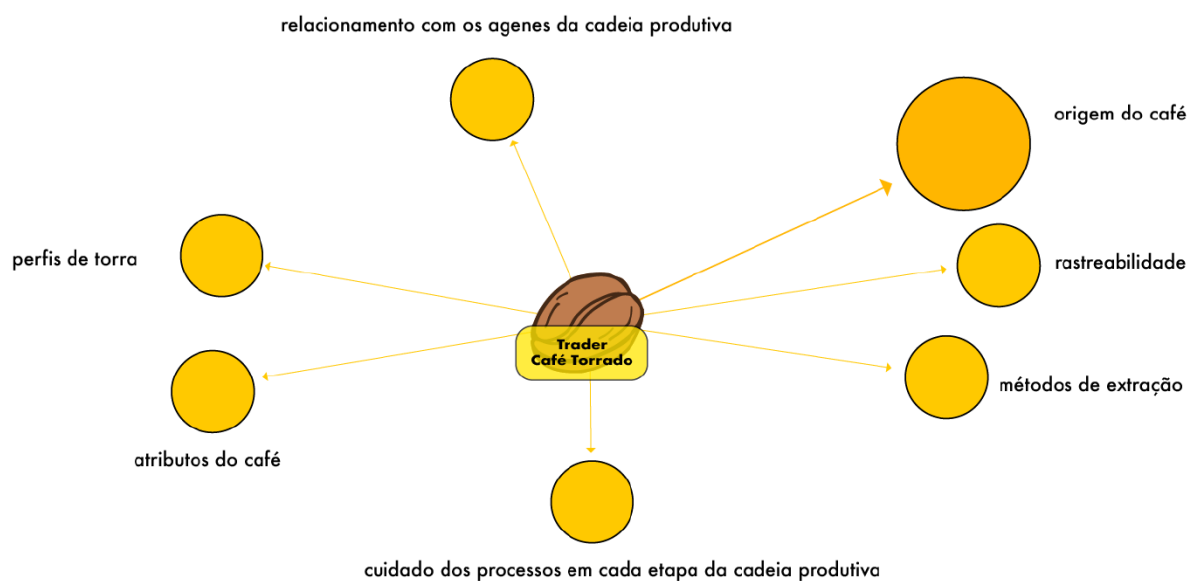 relacionamento com os agenes da cadeia produtiva
origem do café
perfis de torra
rastreabilidade
Trader
Café Torrado
métodos de extração
atributos do café
cuidado dos processos em cada etapa da cadeia produtiva